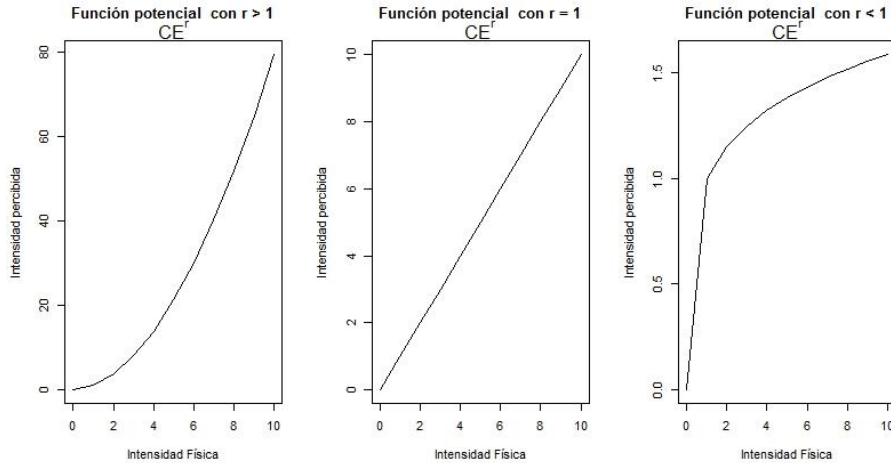 Función potencial con r > 1
CE^r
Intensidad percibida
80
60
40
20
0
0 2 4 6 8 10
Intensidad Física
Función potencial con r = 1
CE^r
Intensidad percibida
10
8
6
4
2
0
0 2 4 6 8 10
Intensidad Física
Función potencial con r < 1
CE^r
Intensidad percibida
1.5
1.0
0.5
0.0
0 2 4 6 8 10
Intensidad Física